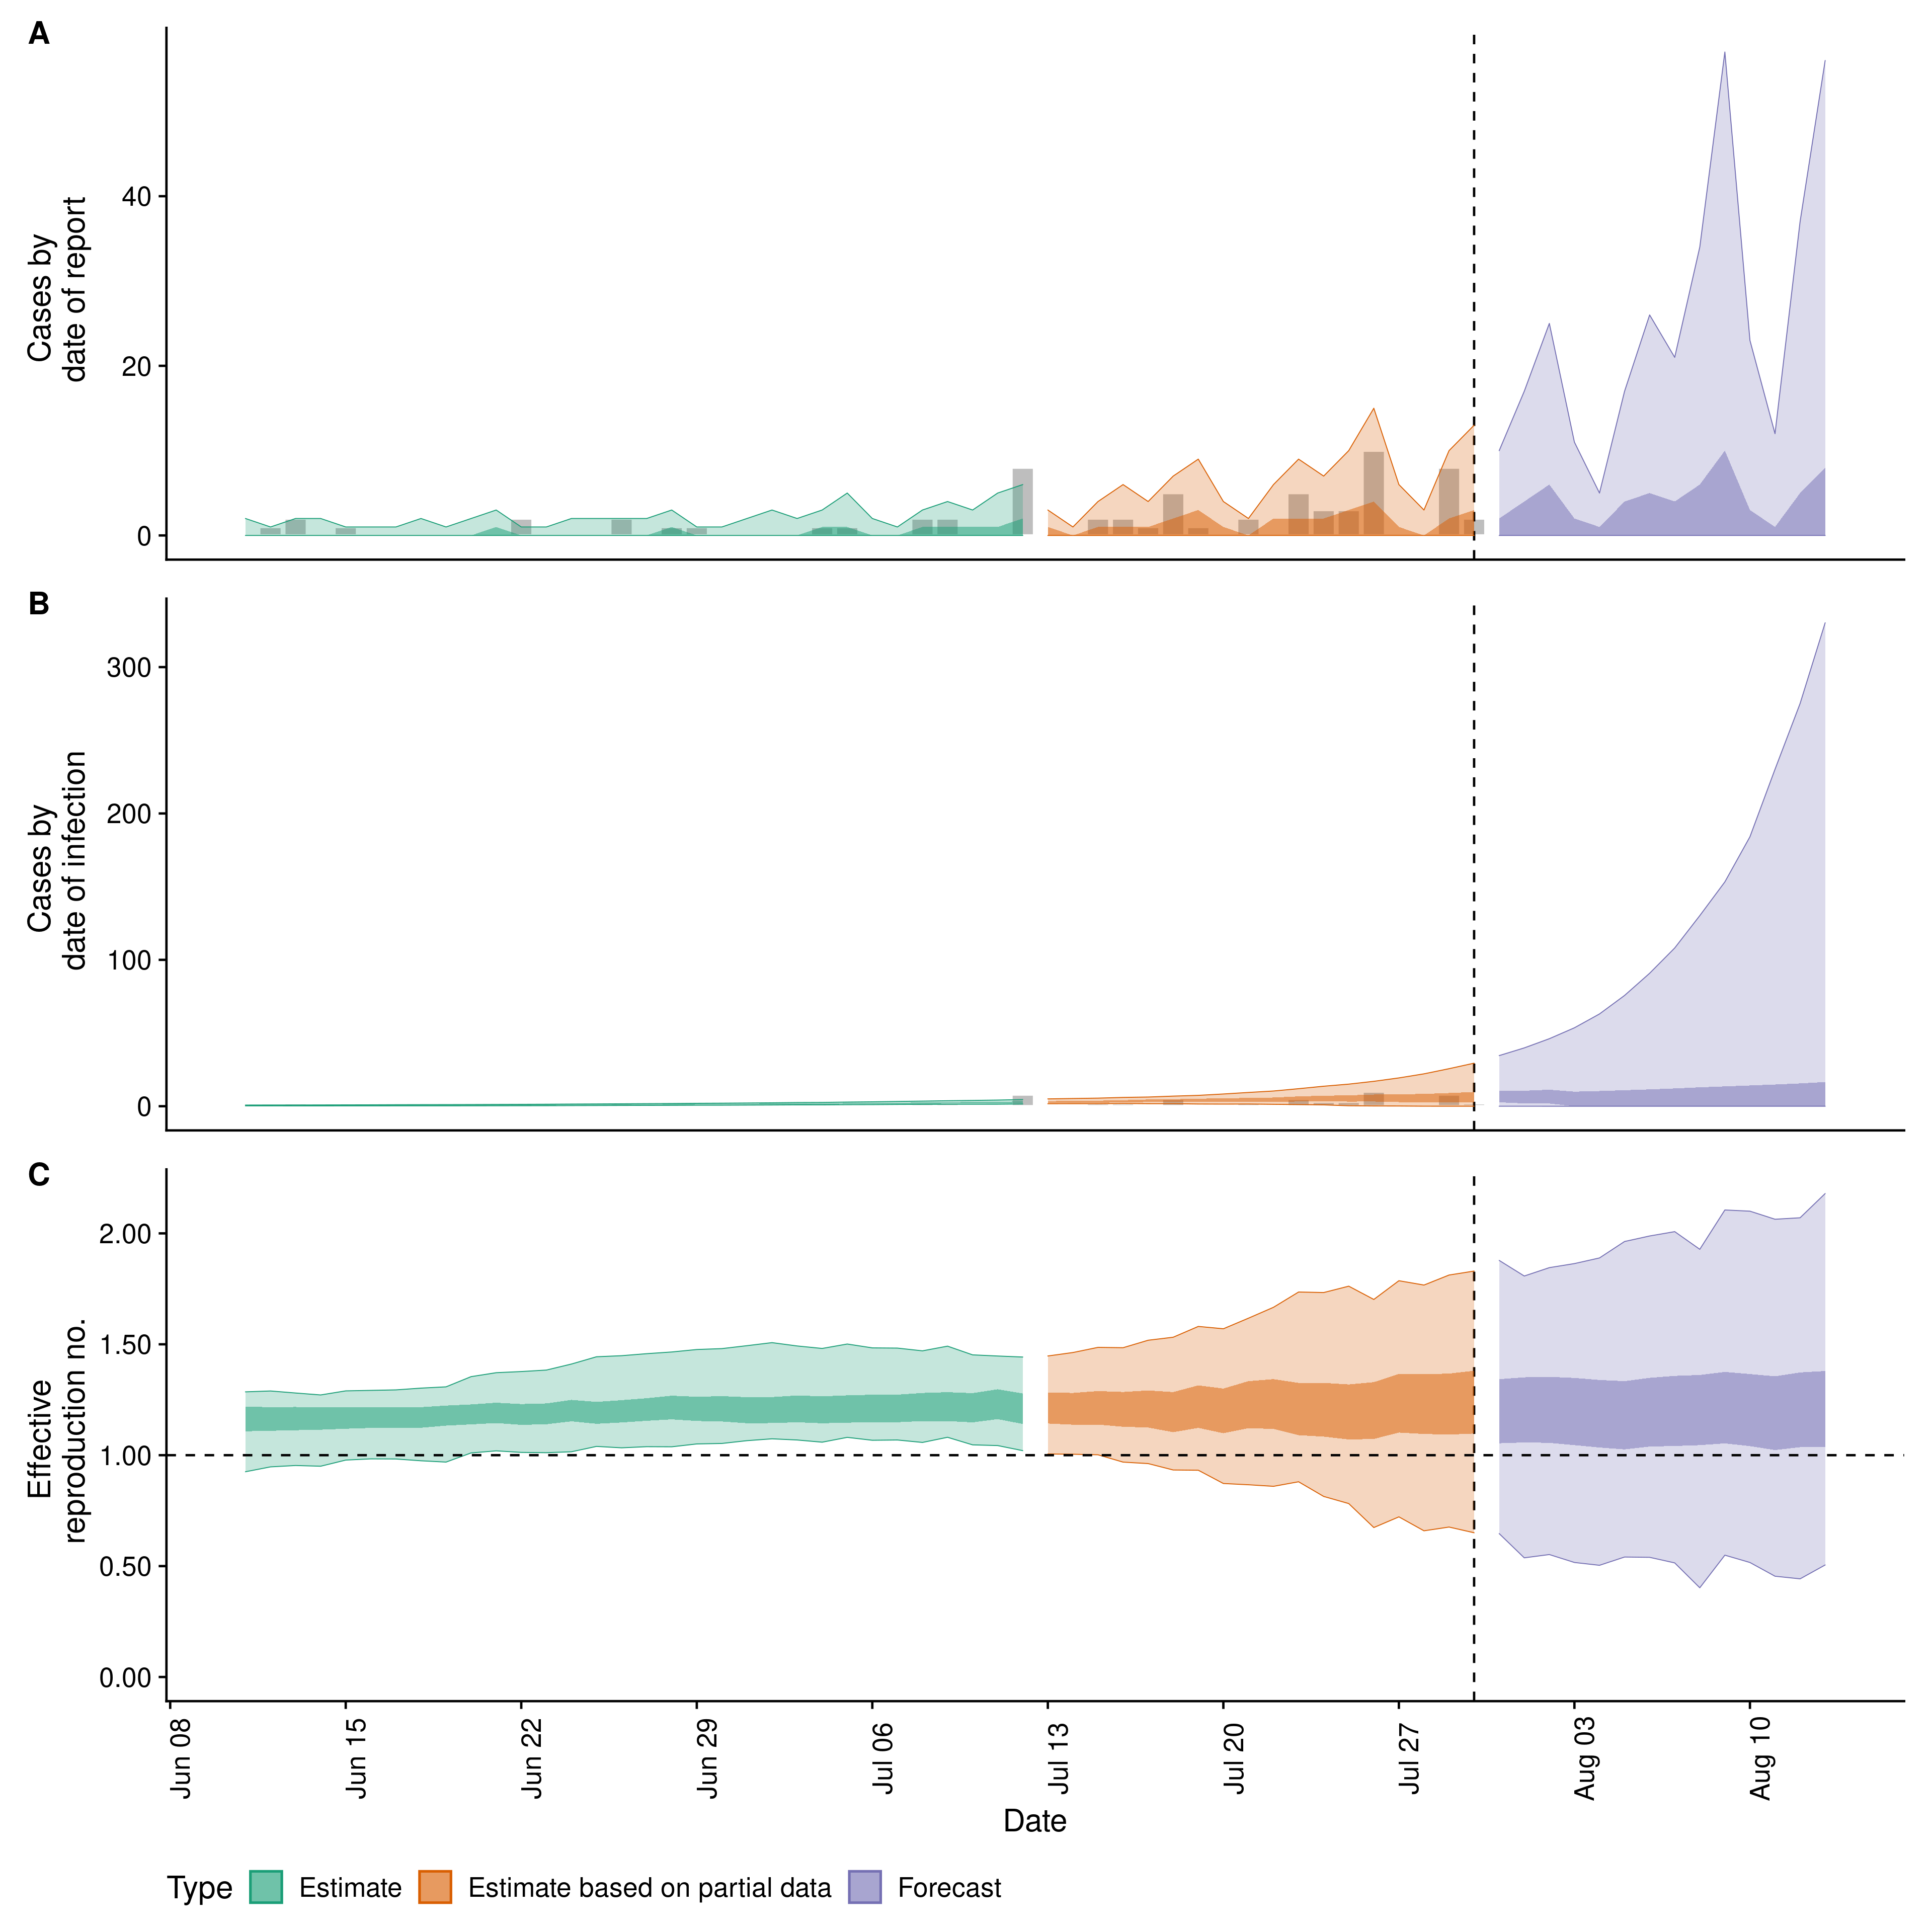 A
Cases by
date of report
40
20
0
B
Cases by
date of infection
300
200
100
0
C
Effective
reproduction no.
2.00
1.50
1.00
0.50
0.00
Jun 08
Jun 15
Jun 22
Jun 29
Jul 06
Jul 13
Jul 20
Jul 27
Aug 03
Aug 10
Date
Type Estimate Estimate based on partial data Forecast